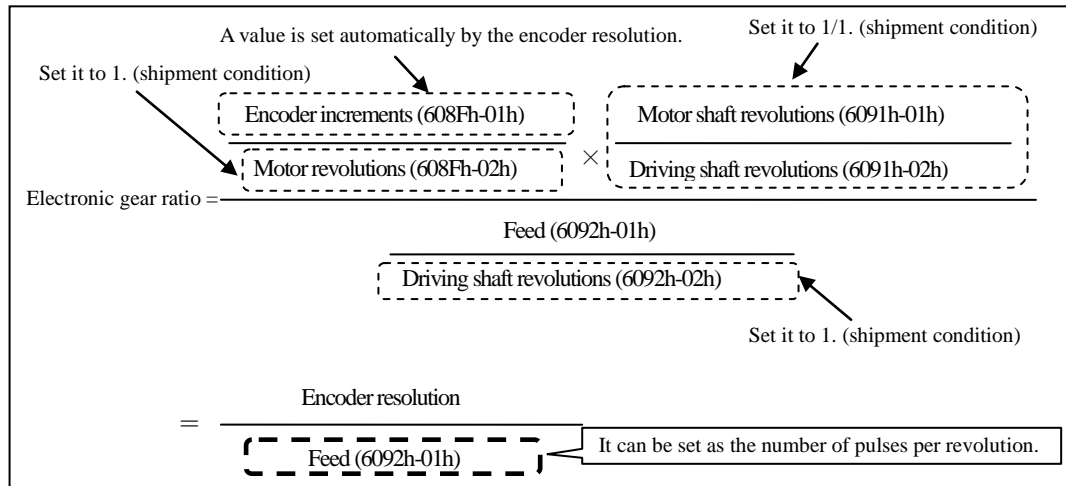 A value is set automatically by the encoder resolution.
Set it to 1/1. (shipment condition)
Set it to 1. (shipment condition)
Encoder increments (608Fh-01h)
Motor shaft revolutions (6091h-01h)
×
Motor revolutions (608Fh-02h)
Driving shaft revolutions (6091h-02h)
Electronic gear ratio =
Feed (6092h-01h)
Driving shaft revolutions (6092h-02h)
Set it to 1. (shipment condition)
Encoder resolution
=
It can be set as the number of pulses per revolution.
Feed (6092h-01h)